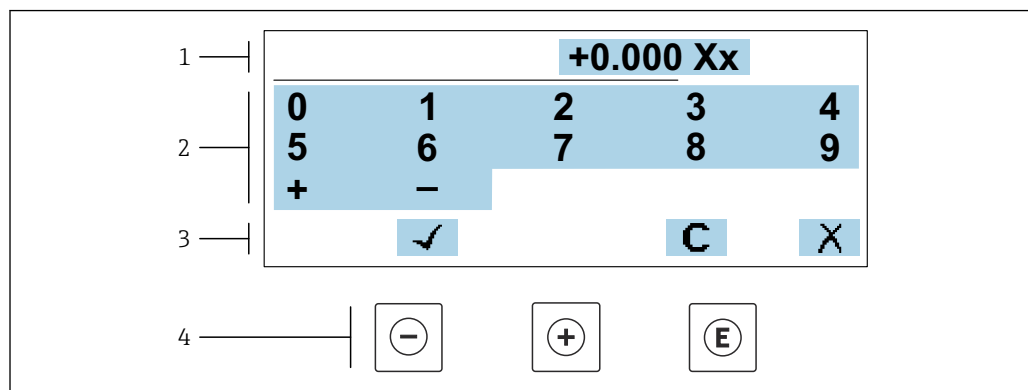 1 +0.000 Xx
0 1 2 3 4
2 5 6 7 8 9
+ −
3 ✓ C X
4 − + E